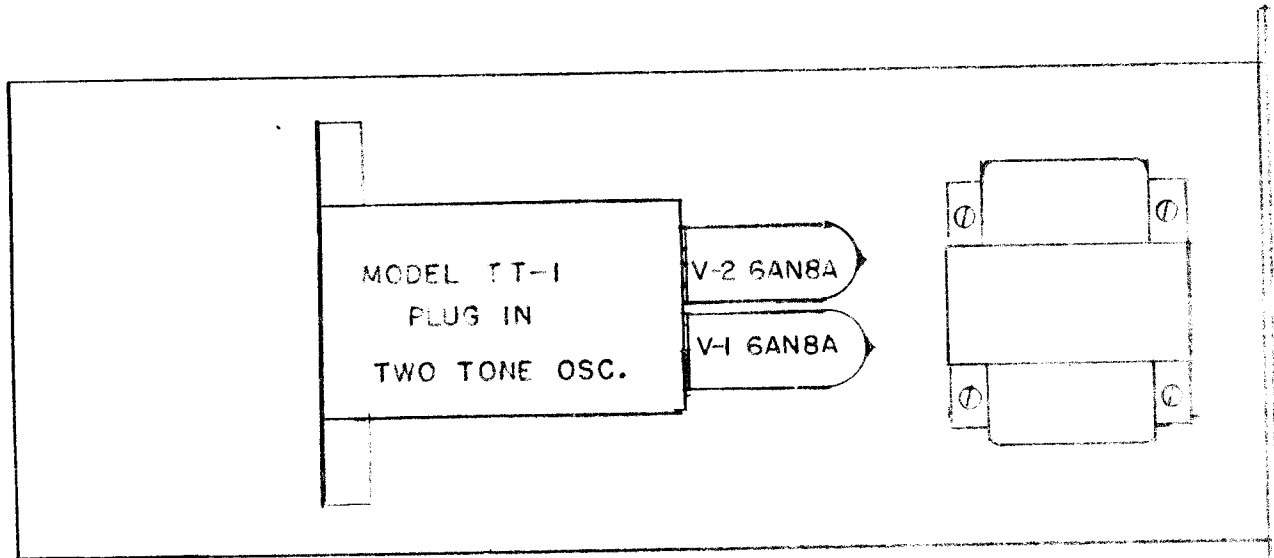 MODEL TT-1
PLUG IN
TWO TONE OSC.
V-2 6AN8A
V-1 6AN8A